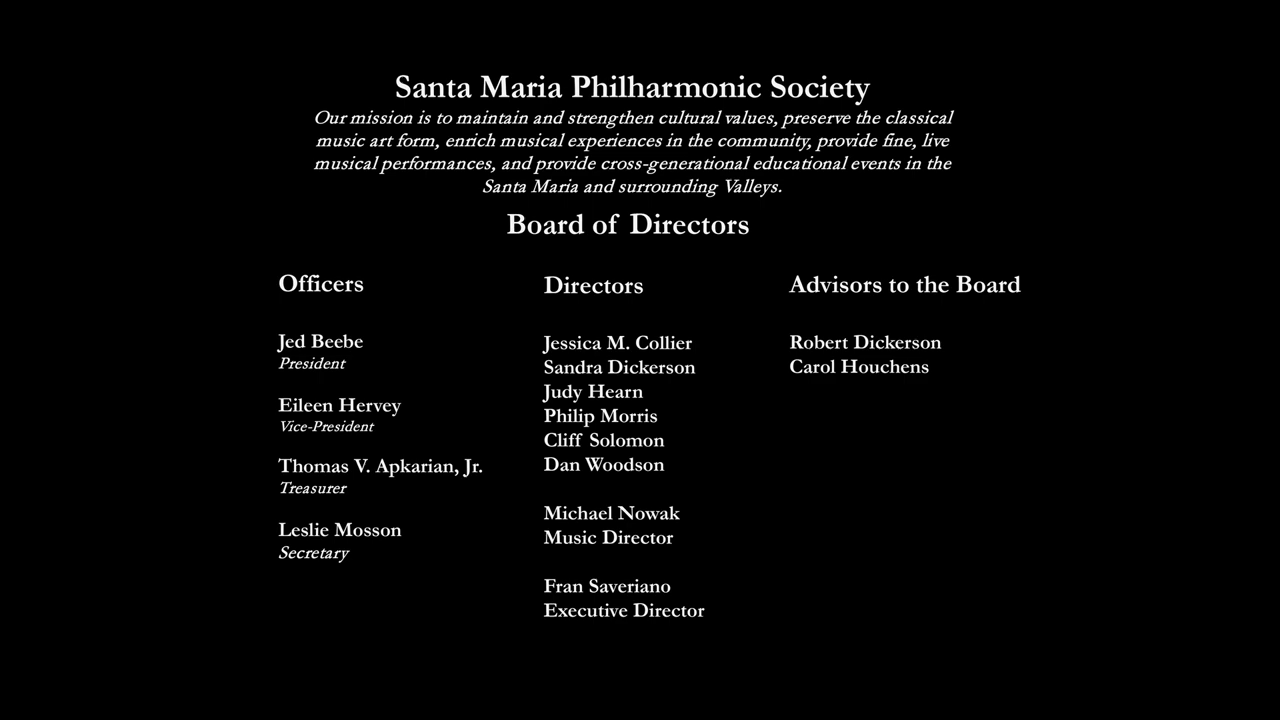 Santa Maria Philharmonic Society
Our mission is to maintain and strengthen cultural values, preserve the classical
music art form, enrich musical experiences in the community, provide fine, live
musical performances, and provide cross-generational educational events in the
Santa Maria and surrounding Valleys.
Board of Directors
Officers
Jed Beebe
President
Eileen Hervey
Vice-President
Thomas V. Apkarian, Jr.
Treasurer
Leslie Mosson
Secretary
Directors
Jessica M. Collier
Sandra Dickerson
Judy Hearn
Philip Morris
Cliff Solomon
Dan Woodson
Michael Nowak
Music Director
Fran Saveriano
Executive Director
Advisors to the Board
Robert Dickerson
Carol Houchens